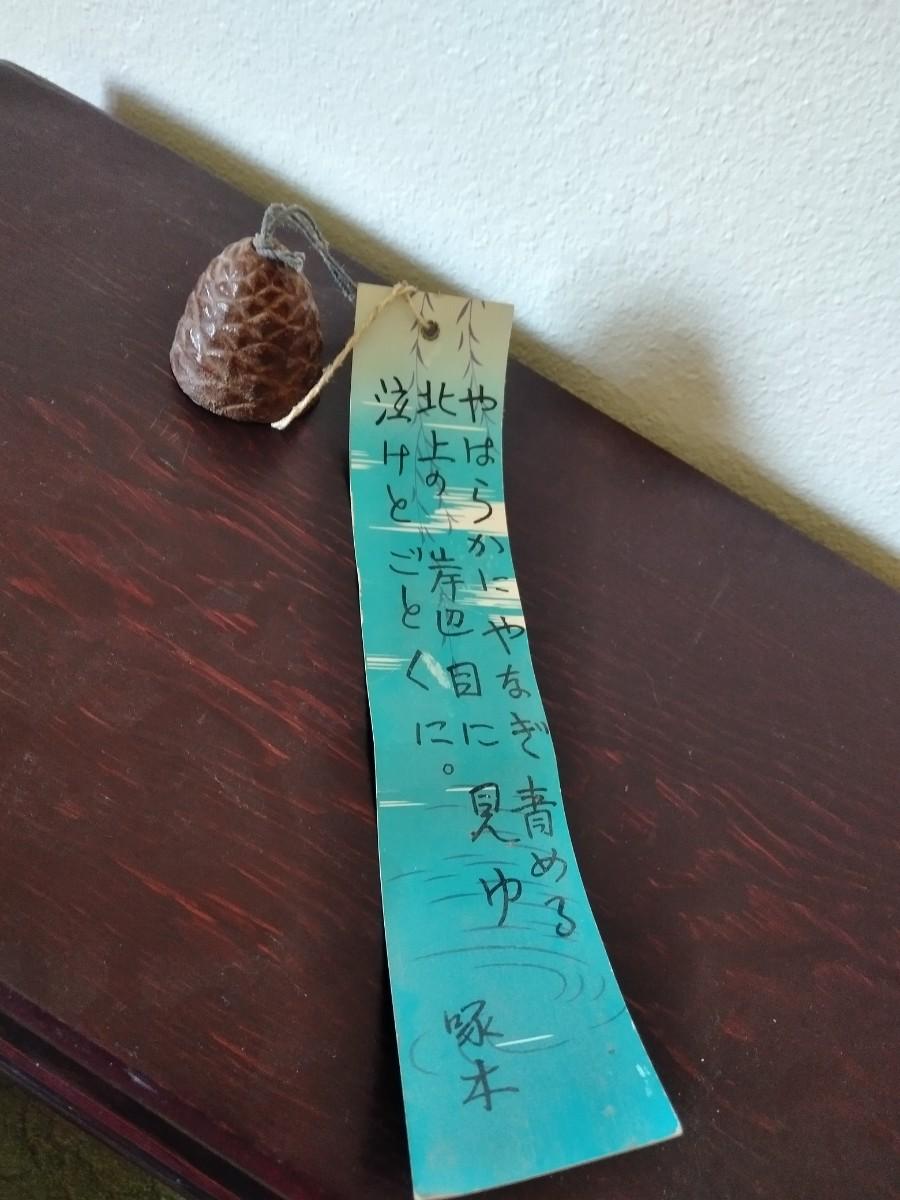 やはらかにやなぎ青める
北上の岸辺目に見ゆ
泣けとごとくに。
啄木